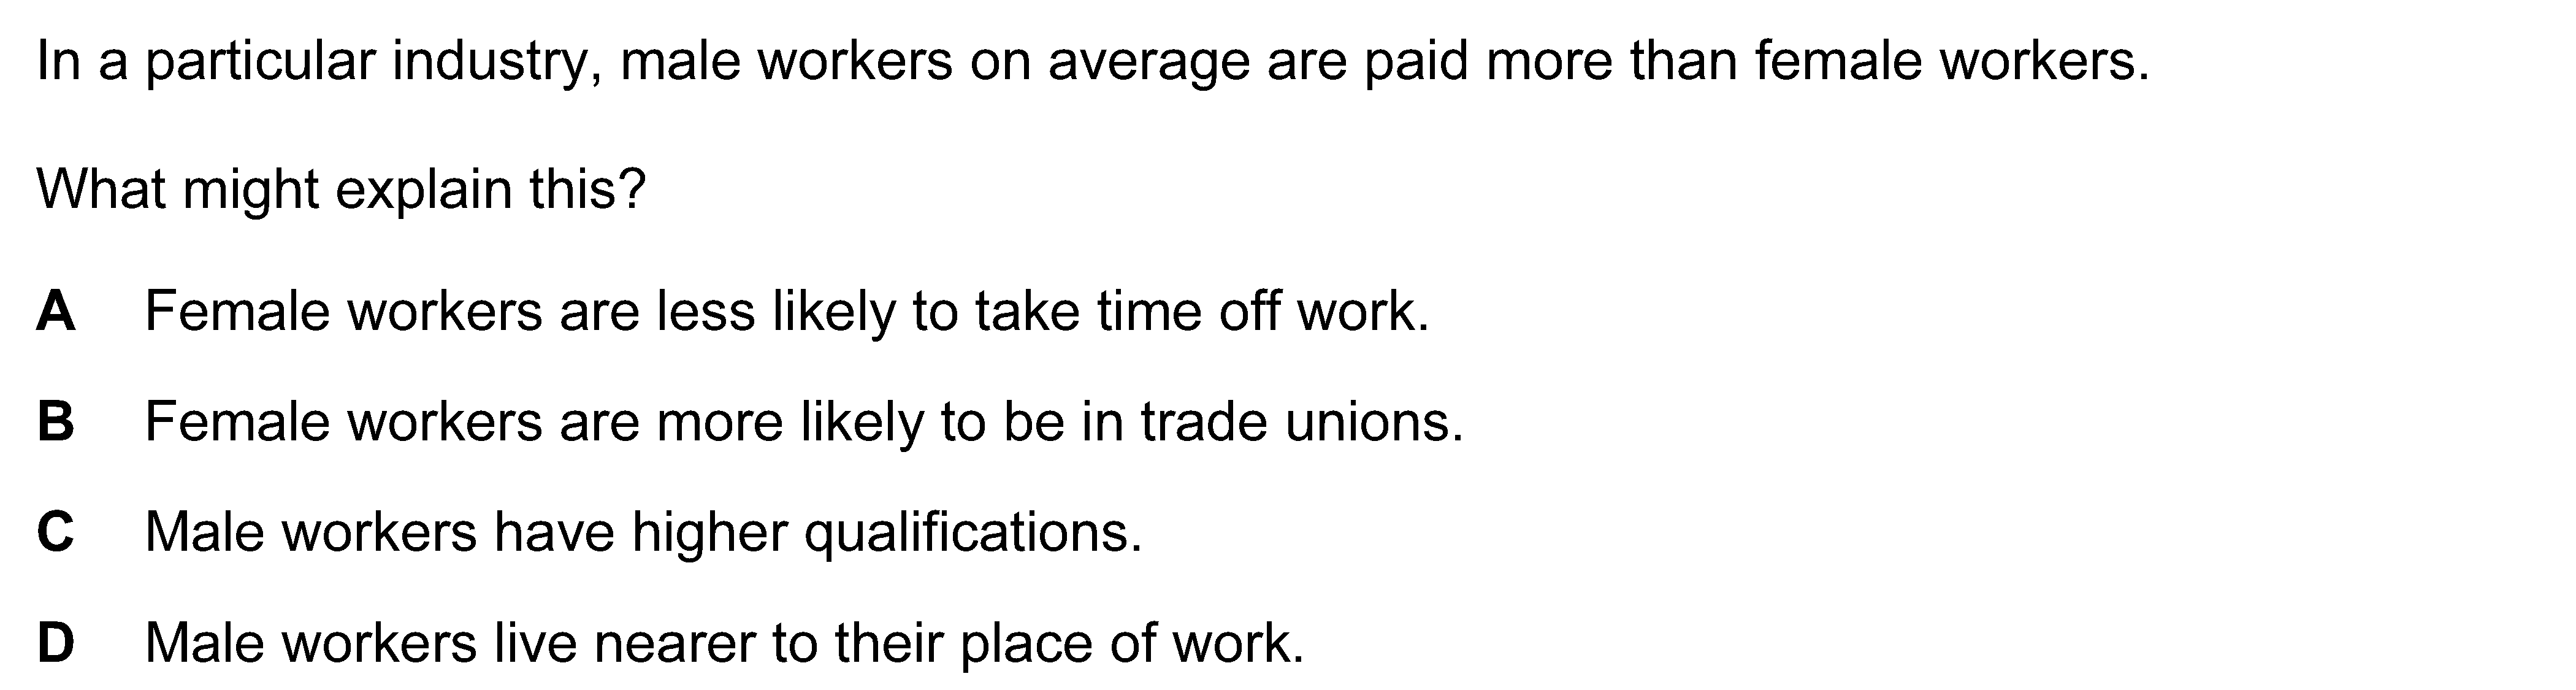 In a particular industry, male workers on average are paid more than female workers.
What might explain this?
A Female workers are less likely to take time off work.
B Female workers are more likely to be in trade unions.
C Male workers have higher qualifications.
D Male workers live nearer to their place of work.